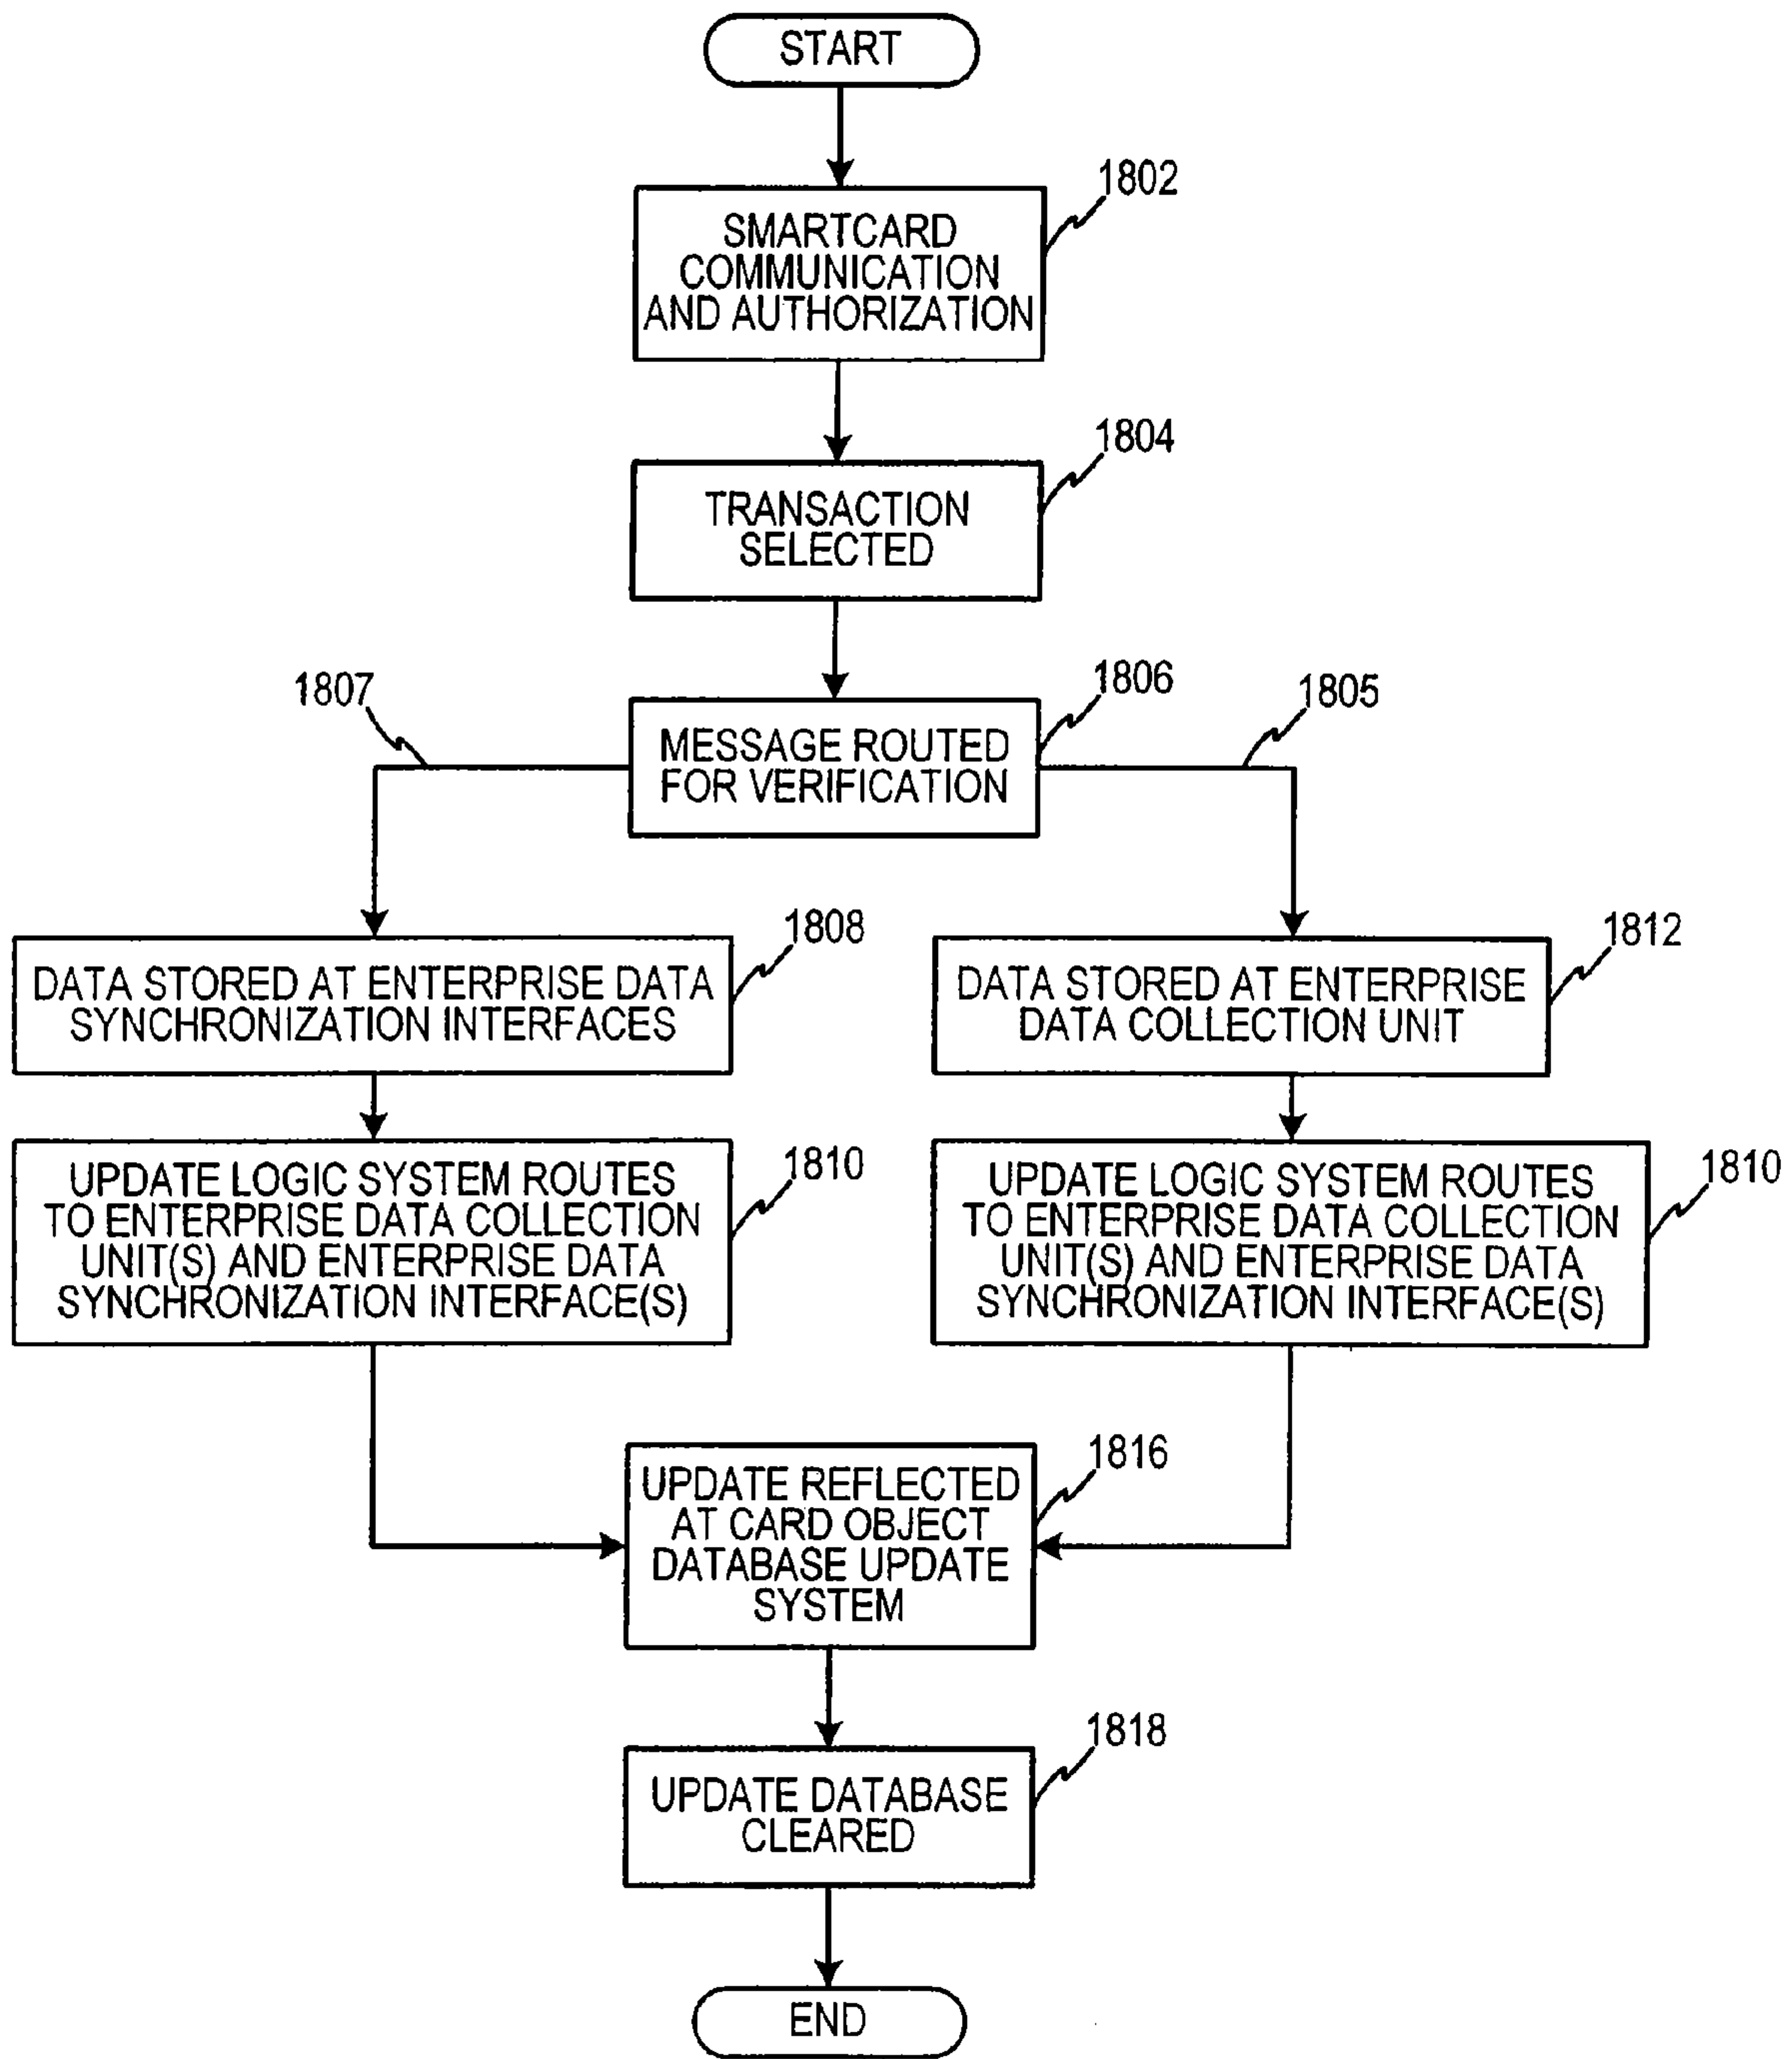 START
1802
SMARTCARD
COMMUNICATION
AND AUTHORIZATION
1804
TRANSACTION
SELECTED
1807
1806
1805
MESSAGE ROUTED
FOR VERIFICATION
1808
DATA STORED AT ENTERPRISE DATA
SYNCHRONIZATION INTERFACES
1812
DATA STORED AT ENTERPRISE
DATA COLLECTION UNIT
1810
UPDATE LOGIC SYSTEM ROUTES
TO ENTERPRISE DATA COLLECTION
UNIT(S) AND ENTERPRISE DATA
SYNCHRONIZATION INTERFACE(S)
1810
UPDATE LOGIC SYSTEM ROUTES
TO ENTERPRISE DATA COLLECTION
UNIT(S) AND ENTERPRISE DATA
SYNCHRONIZATION INTERFACE(S)
1816
UPDATE REFLECTED
AT CARD OBJECT
DATABASE UPDATE
SYSTEM
1818
UPDATE DATABASE
CLEARED
END